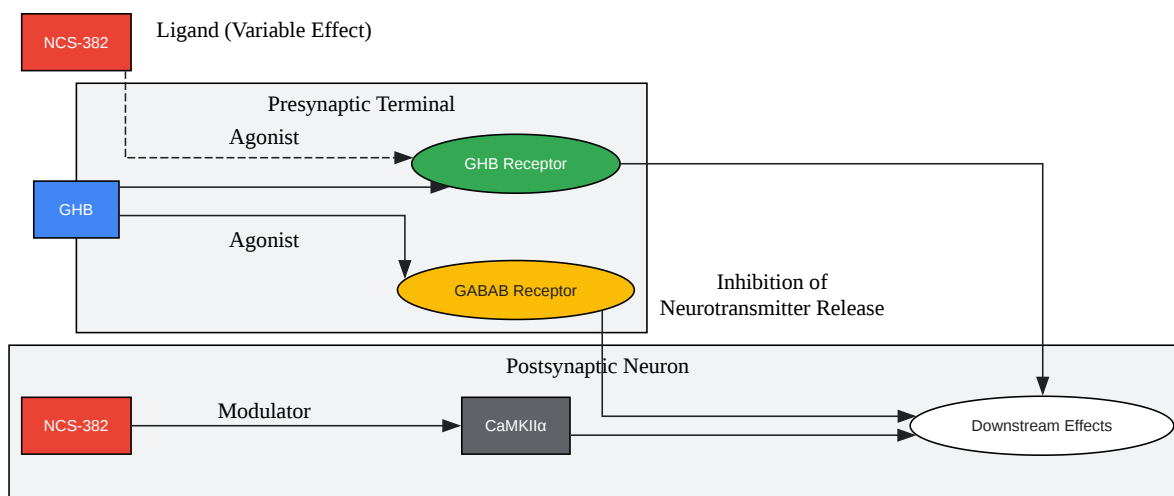 NCS-382
Ligand (Variable Effect)
Presynaptic Terminal
Agonist
GHB Receptor
GHB
Agonist
GABAB Receptor
Inhibition of
Neurotransmitter Release
Postsynaptic Neuron
NCS-382
Modulator
CaMKIIα
Downstream Effects